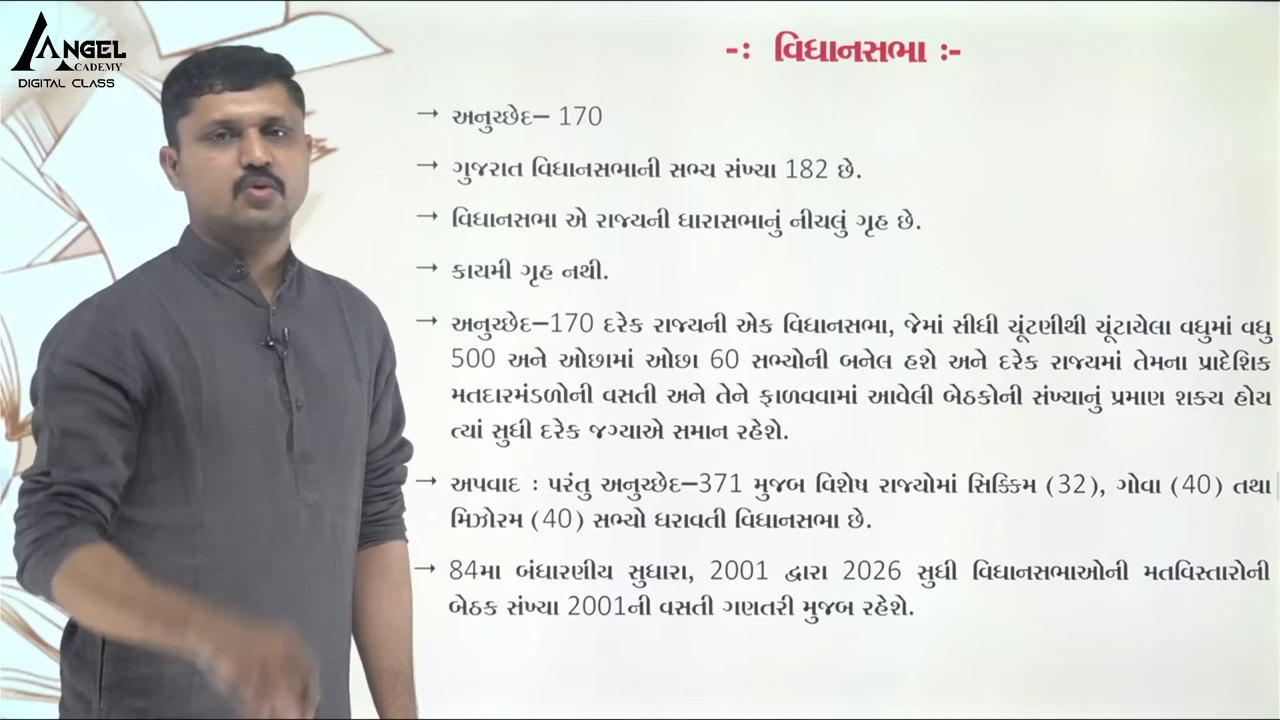 ANGEL
ACADEMY
DIGITAL CLASS
-: વિધાનસભા :-
→ અનુચ્છેદ– 170
→ ગુજરાત વિધાનસભાની સભ્ય સંખ્યા 182 છે.
→ વિધાનસભા એ રાજ્યની ધારાસભાનું નીચલું ગૃહ છે.
→ કાયમી ગૃહ નથી.
→ અનુચ્છેદ–170 દરેક રાજ્યની એક વિધાનસભા, જેમાં સીધી ચૂંટણીથી ચૂંટાયેલા વધુમાં વધુ
500 અને ઓછામાં ઓછા 60 સભ્યોની બનેલ હશે અને દરેક રાજ્યમાં તેમના પ્રાદેશિક
મતદારમંડળોની વસતી અને તેને ફાળવવામાં આવેલી બેઠકોની સંખ્યાનું પ્રમાણ શક્ય હોય
ત્યાં સુધી દરેક જગ્યાએ સમાન રહેશે.
→ અપવાદ : પરંતુ અનુચ્છેદ–371 મુજબ વિશેષ રાજ્યોમાં સિક્કિમ (32), ગોવા (40) તથા
મિઝોરમ (40) સભ્યો ધરાવતી વિધાનસભા છે.
→ 84મા બંધારણીય સુધારા, 2001 દ્વારા 2026 સુધી વિધાનસભાઓની મતવિસ્તારોની
બેઠક સંખ્યા 2001ની વસતી ગણતરી મુજબ રહેશે.